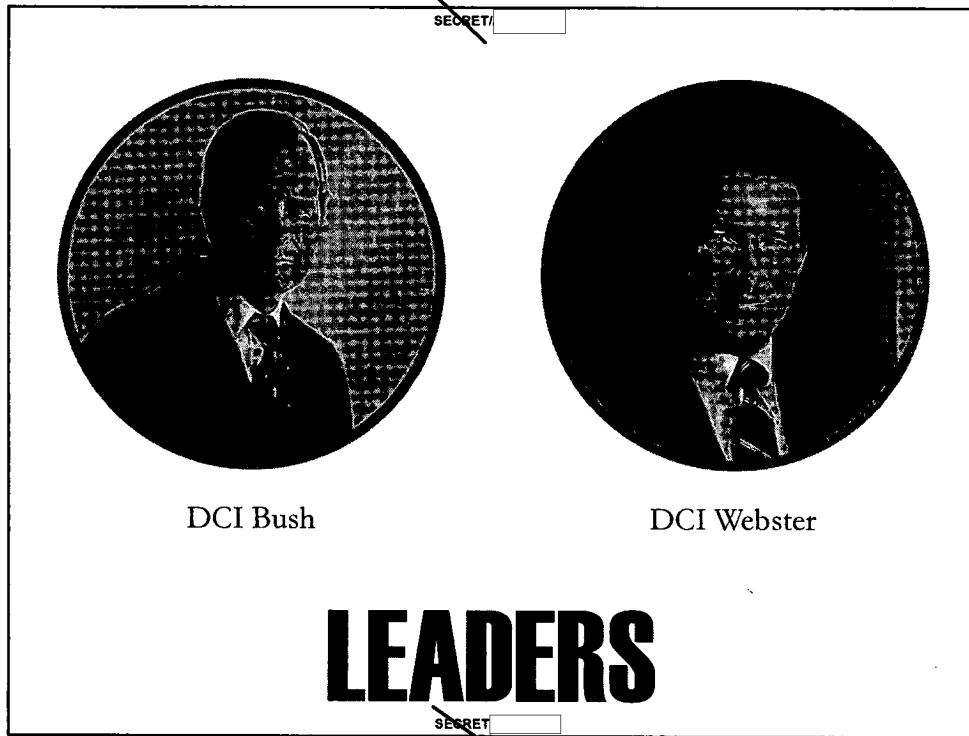 SECRET/
DCI Bush
DCI Webster
LEADERS
SECRET